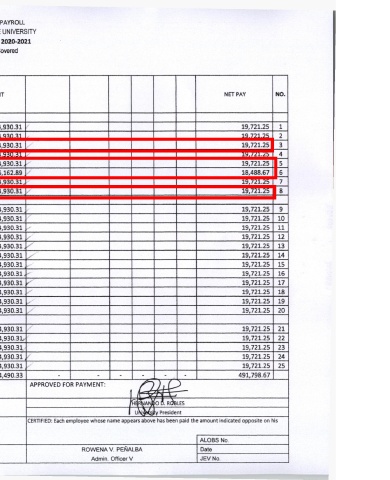 PAYROLL
UNIVERSITY
2020-2021
overed
NT NET PAY NO.
,930.31 19,721.25 1
,930.31 19,721.25 2
,930.31 19,721.25 3
,930.31 19,721.25 4
,930.31 19,721.25 5
,162.89 18,488.67 6
,930.31 19,721.25 7
,930.31 19,721.25 8
,930.31 19,721.25 9
,930.31 19,721.25 10
,930.31 19,721.25 11
,930.31 19,721.25 12
,930.31 19,721.25 13
,930.31 19,721.25 14
,930.31 19,721.25 15
,930.31 19,721.25 16
,930.31 19,721.25 17
,930.31 19,721.25 18
,930.31 19,721.25 19
,930.31 19,721.25 20
,930.31 19,721.25 21
,930.31 19,721.25 22
,930.31 19,721.25 23
,930.31 19,721.25 24
,930.31 19,721.25 25
,490.33 - - - - - - 491,798.67
APPROVED FOR PAYMENT:
HERNANDO D. ROBLES
University President
CERTIFIED: Each employee whose name appears above has been paid the amount indicated opposite on his
ALOBS No.
ROWENA V. PEÑALBA Date
Admin. Officer V JEV No.